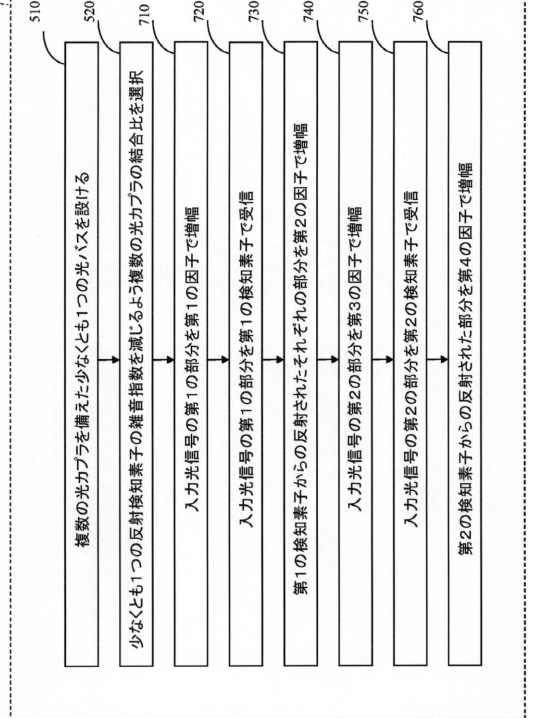 510
複数の光カプラを備えた少なくとも1つの光バスを設ける
520
少なくとも1つの反射検知素子の雑音指数を減じるよう複数の光カプラの結合比を選択
710
入力光信号の第1の部分を第1の因子で増幅
720
入力光信号の第1の部分を第1の検知素子で受信
730
第1の検知素子からの反射されたそれぞれの部分を第2の因子で増幅
740
入力光信号の第2の部分を第3の因子で増幅
750
入力光信号の第2の部分を第2の検知素子で受信
760
第2の検知素子からの反射された部分を第4の因子で増幅